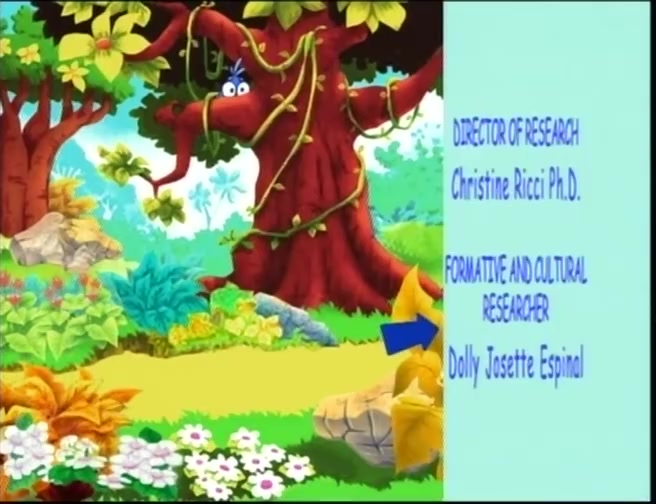 DIRECTOR OF RESEARCH
Christine Ricci Ph.D.
FORMATIVE AND CULTURAL
RESEARCHER
Dolly Josette Espinal